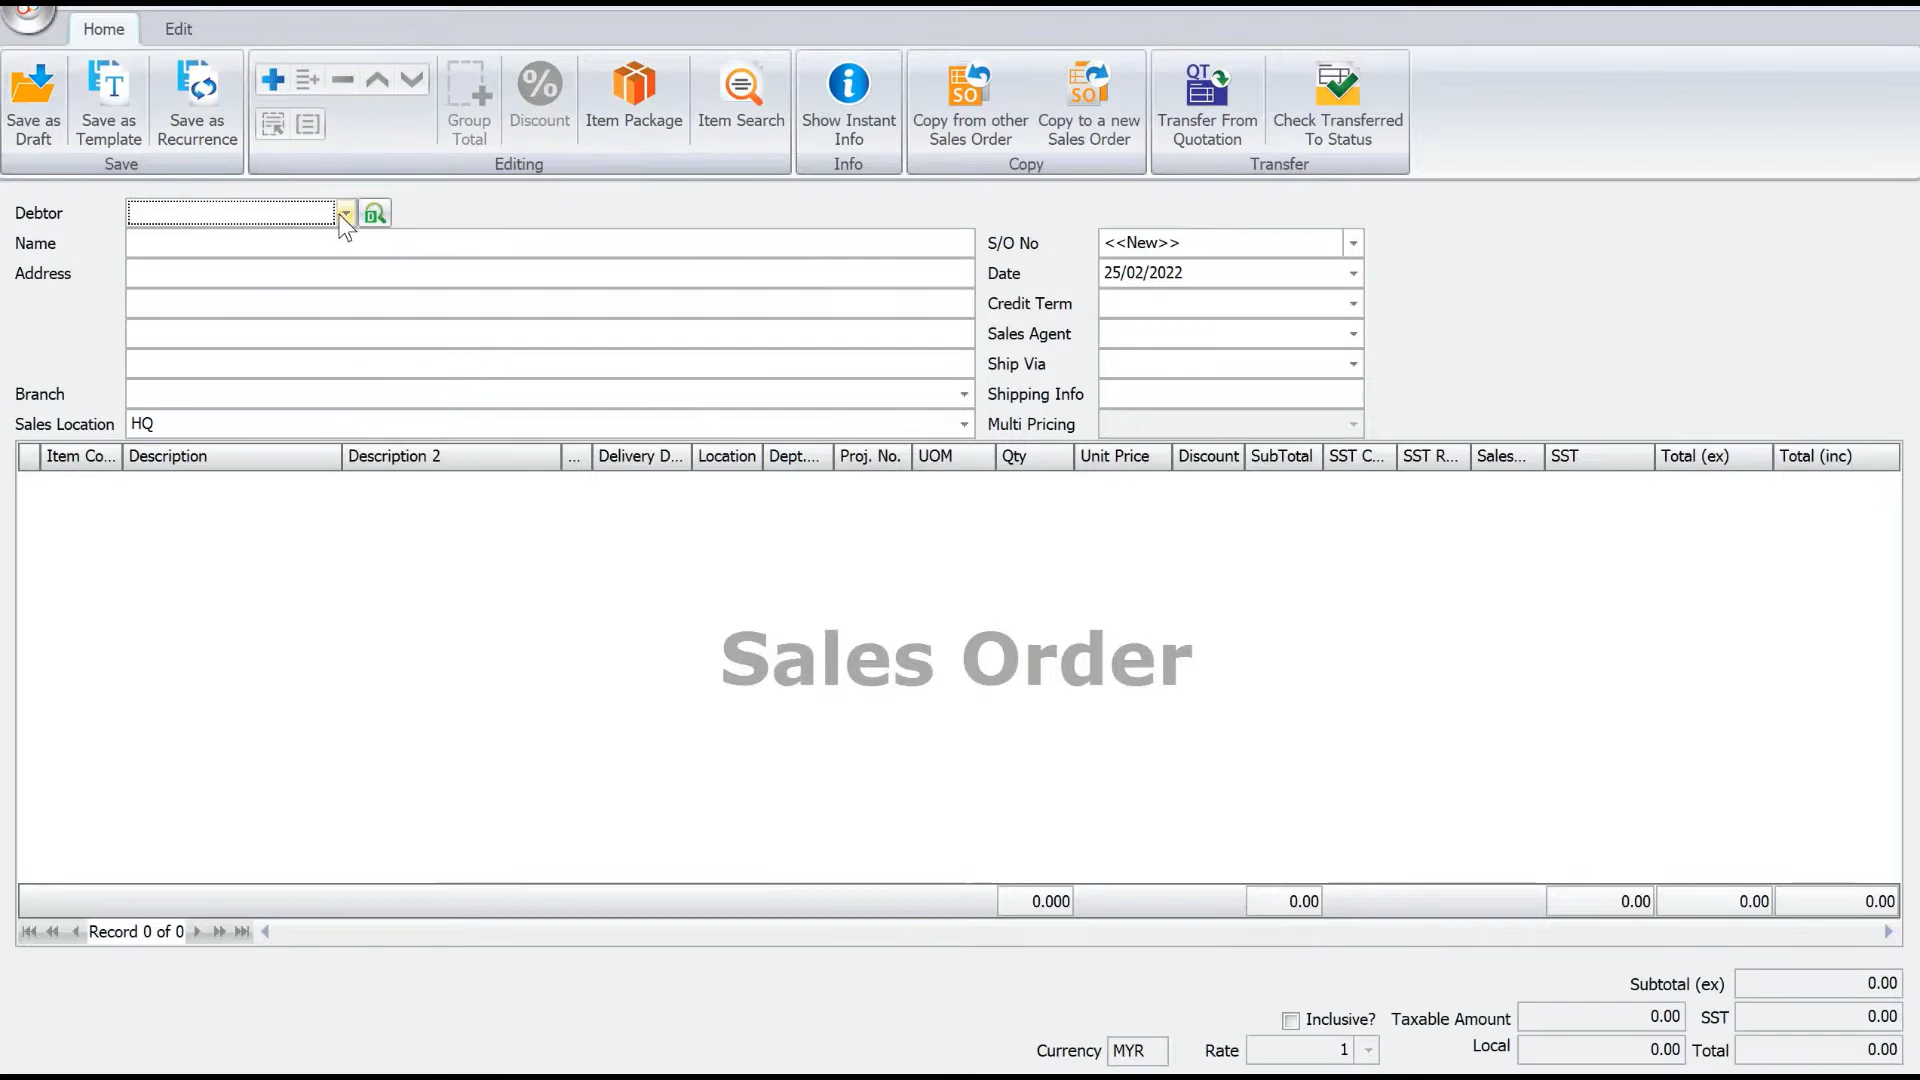 Home Edit
Save as Draft
Save as Template
Save as Recurrence
Save
Group Total
Discount
Item Package
Item Search
Editing
Show Instant Info
Info
SO
Copy from other Sales Order
SO
Copy to a new Sales Order
Copy
QT
Transfer From Quotation
Check Transferred To Status
Transfer
Debtor
Name
Address
Branch
Sales Location HQ
S/O No <<New>>
Date 25/02/2022
Credit Term
Sales Agent
Ship Via
Shipping Info
Multi Pricing
Item Co... Description Description 2 ... Delivery D... Location Dept.... Proj. No. UOM Qty Unit Price Discount SubTotal SST C... SST R... Sales... SST Total (ex) Total (inc)
Sales Order
0.000 0.00 0.00 0.00 0.00
Record 0 of 0
Subtotal (ex) 0.00
Inclusive? Taxable Amount 0.00 SST 0.00
Currency MYR Rate 1 Local 0.00 Total 0.00